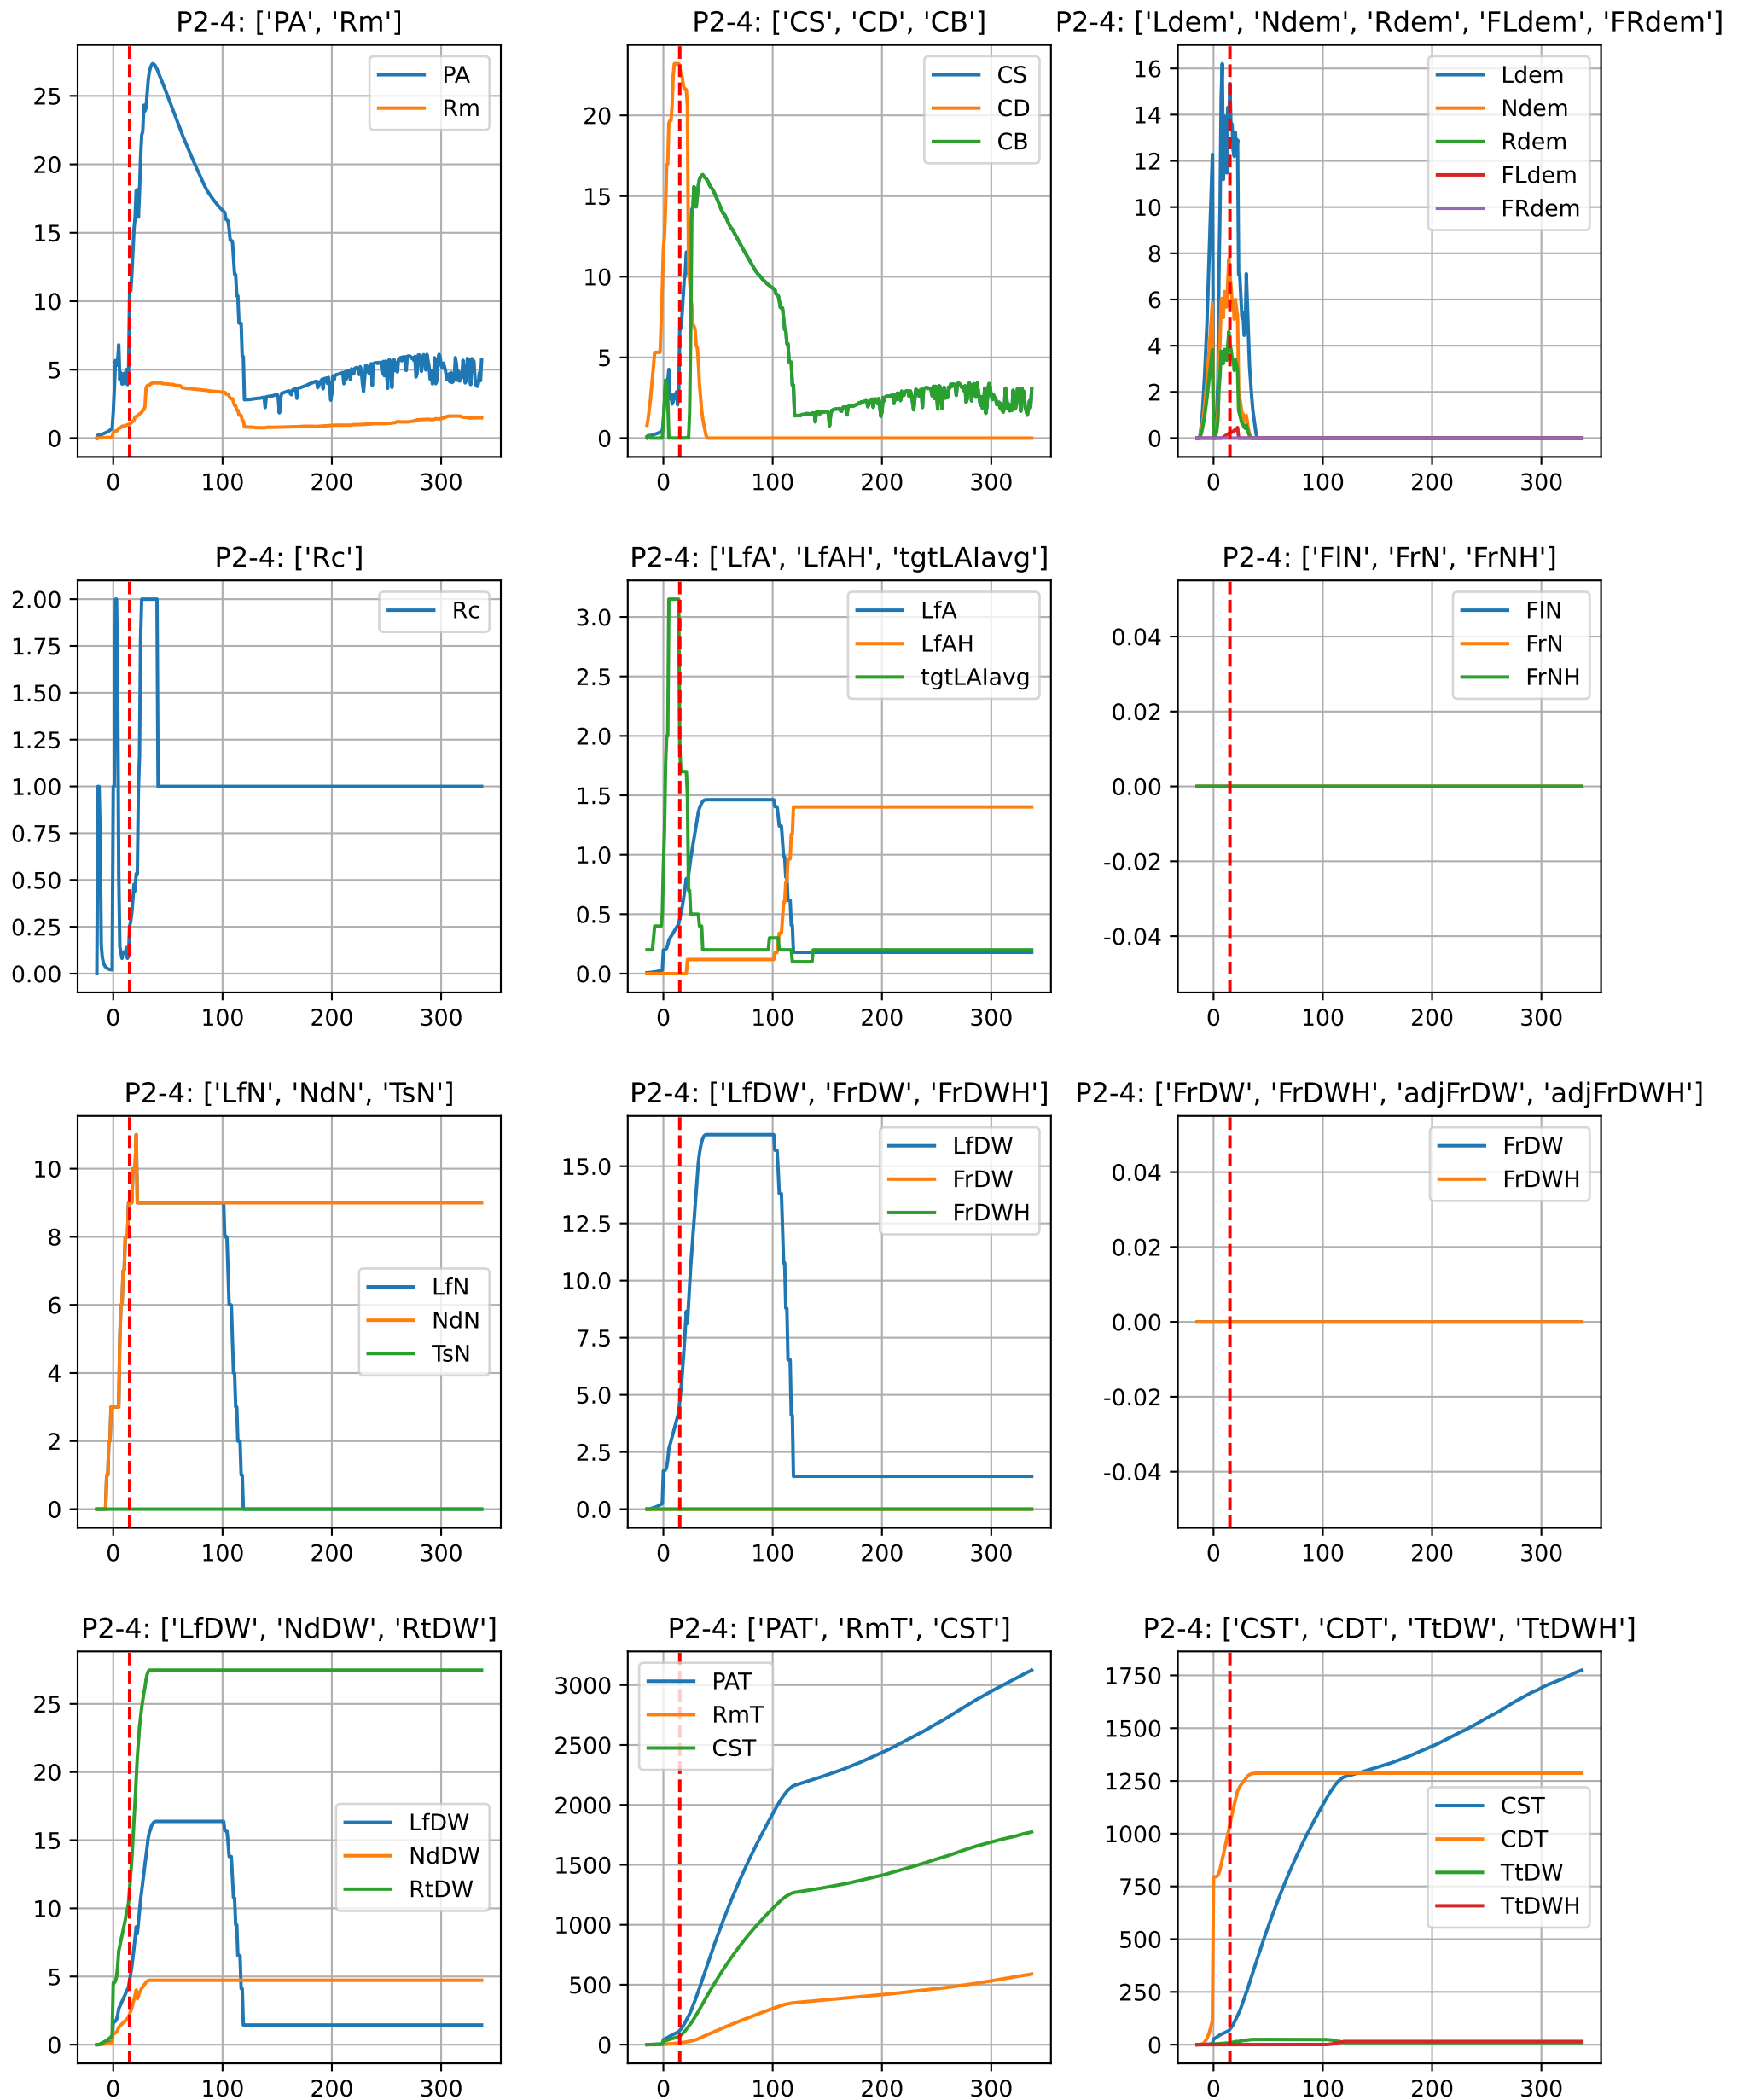 P2-4: ['PA', 'Rm']
P2-4: ['CS', 'CD', 'CB']
P2-4: ['Ldem', 'Ndem', 'Rdem', 'FLdem', 'FRdem']
PA
Rm
25
20
15
10
5
0
0 100 200 300
CS
CD
CB
20
15
10
5
0
0 100 200 300
Ldem
Ndem
Rdem
FLdem
FRdem
16
14
12
10
8
6
4
2
0
0 100 200 300
P2-4: ['Rc']
P2-4: ['LfA', 'LfAH', 'tgtLAIavg']
P2-4: ['FlN', 'FrN', 'FrNH']
Rc
2.00
1.75
1.50
1.25
1.00
0.75
0.50
0.25
0.00
0 100 200 300
LfA
LfAH
tgtLAIavg
3.0
2.5
2.0
1.5
1.0
0.5
0.0
0 100 200 300
FlN
FrN
FrNH
0.04
0.02
0.00
-0.02
-0.04
0 100 200 300
P2-4: ['LfN', 'NdN', 'TsN']
P2-4: ['LfDW', 'FrDW', 'FrDWH']
P2-4: ['FrDW', 'FrDWH', 'adjFrDW', 'adjFrDWH']
10
8
6
4
2
0
LfN
NdN
TsN
0 100 200 300
LfDW
FrDW
FrDWH
15.0
12.5
10.0
7.5
5.0
2.5
0.0
0 100 200 300
FrDW
FrDWH
0.04
0.02
0.00
-0.02
-0.04
0 100 200 300
P2-4: ['LfDW', 'NdDW', 'RtDW']
P2-4: ['PAT', 'RmT', 'CST']
P2-4: ['CST', 'CDT', 'TtDW', 'TtDWH']
25
20
15
10
5
0
LfDW
NdDW
RtDW
0 100 200 300
PAT
RmT
CST
3000
2500
2000
1500
1000
500
0
0 100 200 300
1750
1500
1250
1000
750
500
250
0
CST
CDT
TtDW
TtDWH
0 100 200 300